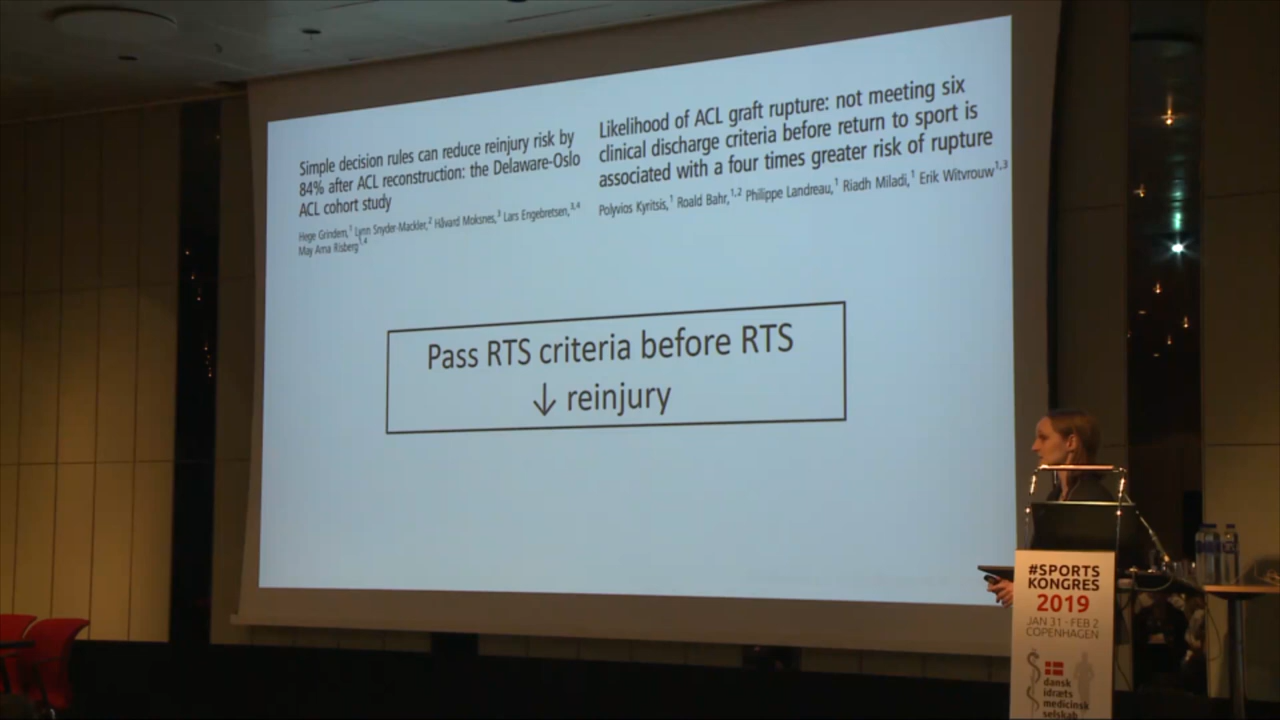 Simple decision rules can reduce reinjury risk by
84% after ACL reconstruction: the Delaware-Oslo
ACL cohort study
Hege Grindem,¹ Lynn Snyder-Mackler,² Håvard Moksnes,³ Lars Engebretsen,³,⁴
May Arna Risberg¹,⁴
Likelihood of ACL graft rupture: not meeting six
clinical discharge criteria before return to sport is
associated with a four times greater risk of rupture
Polyvios Kyritsis,¹ Roald Bahr,¹,² Philippe Landreau,¹ Riadh Miladi,¹ Erik Witvrouw¹,³
Pass RTS criteria before RTS
↓ reinjury
#SPORTS
KONGRES
2019
JAN 31 - FEB 2
COPENHAGEN
dansk
idræts
medicinsk
selskab